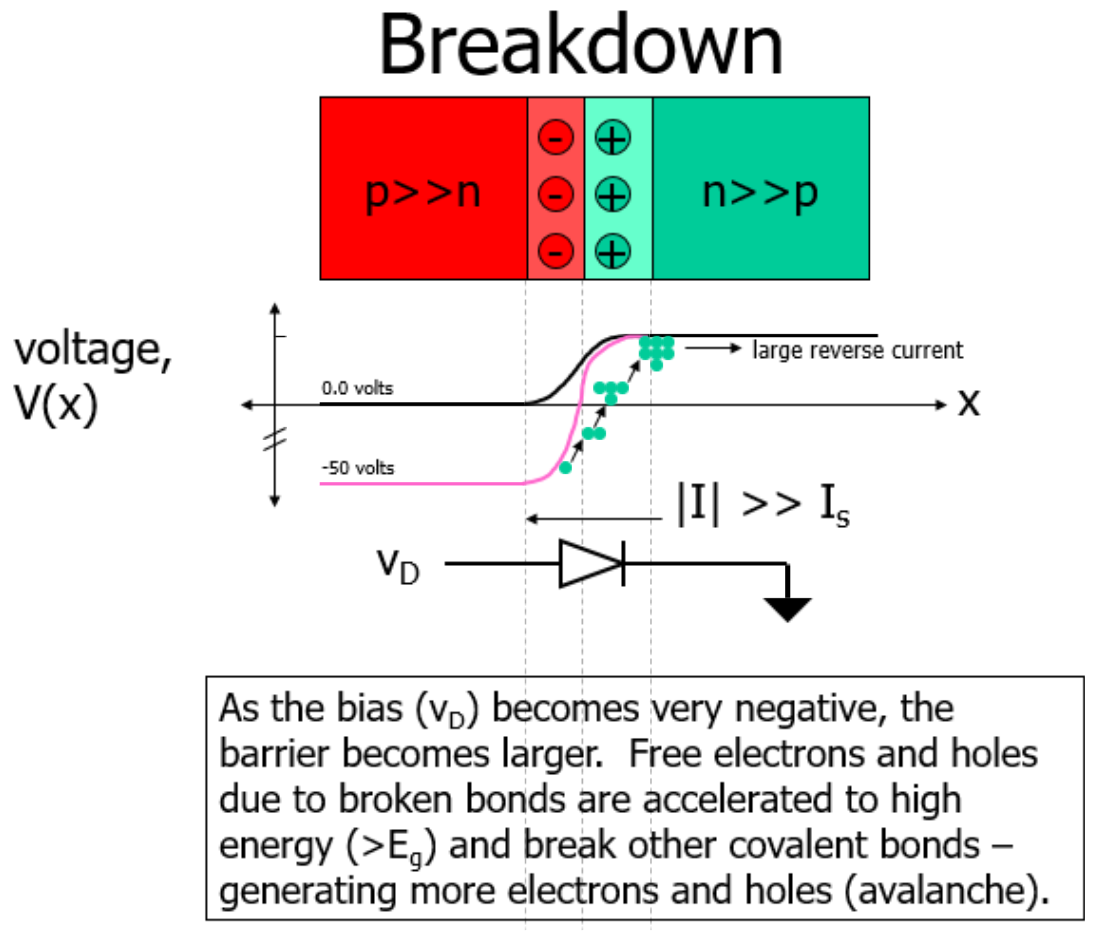 Breakdown
p>>n
-
+
n>>p
-
+
-
+
voltage,
V(x)
large reverse current
0.0 volts
x
-50 volts
|I| >> Is
vD
As the bias (vD) becomes very negative, the
barrier becomes larger.  Free electrons and holes
due to broken bonds are accelerated to high
energy (>Eg) and break other covalent bonds –
generating more electrons and holes (avalanche).